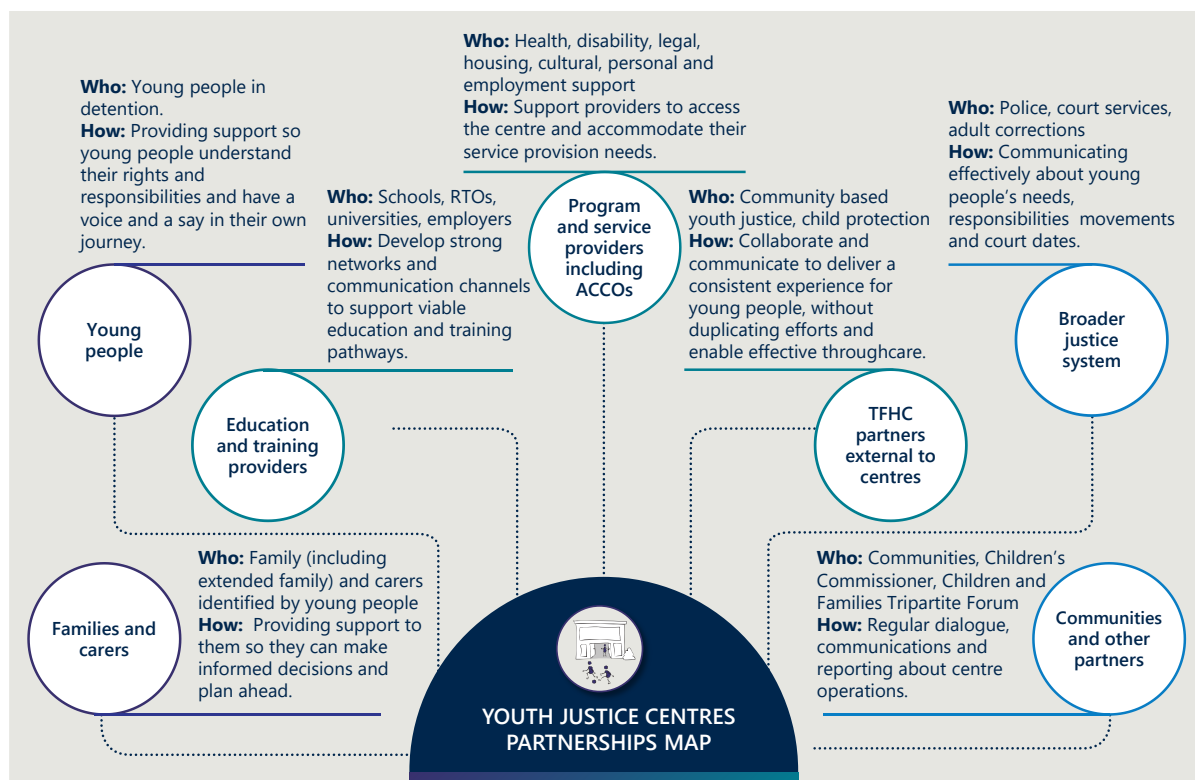 Who: Health, disability, legal,
housing, cultural, personal and
employment support
How: Support providers to access
the centre and accommodate their
service provision needs.
Program
and service
providers
including
ACCOs
Who: Young people in
detention.
How: Providing support so
young people understand
their rights and
responsibilities and have a
voice and a say in their own
journey.
Young
people
Who: Schools, RTOs,
universities, employers
How: Develop strong
networks and
communication channels
to support viable
education and training
pathways.
Education
and training
providers
Who: Community based
youth justice, child protection
How: Collaborate and
communicate to deliver a
consistent experience for
young people, without
duplicating efforts and
enable effective throughcare.
TFHC
partners
external to
centres
Who: Police, court services,
adult corrections
How: Communicating
effectively about young
people's needs,
responsibilities movements
and court dates.
Broader
justice
system
Who: Family (including
extended family) and carers
identified by young people
How: Providing support to
them so they can make
informed decisions and
plan ahead.
Families and
carers
Who: Communities, Children's
Commissioner, Children and
Families Tripartite Forum
How: Regular dialogue,
communications and
reporting about centre
operations.
Communities
and other
partners
YOUTH JUSTICE CENTRES
PARTNERSHIPS MAP